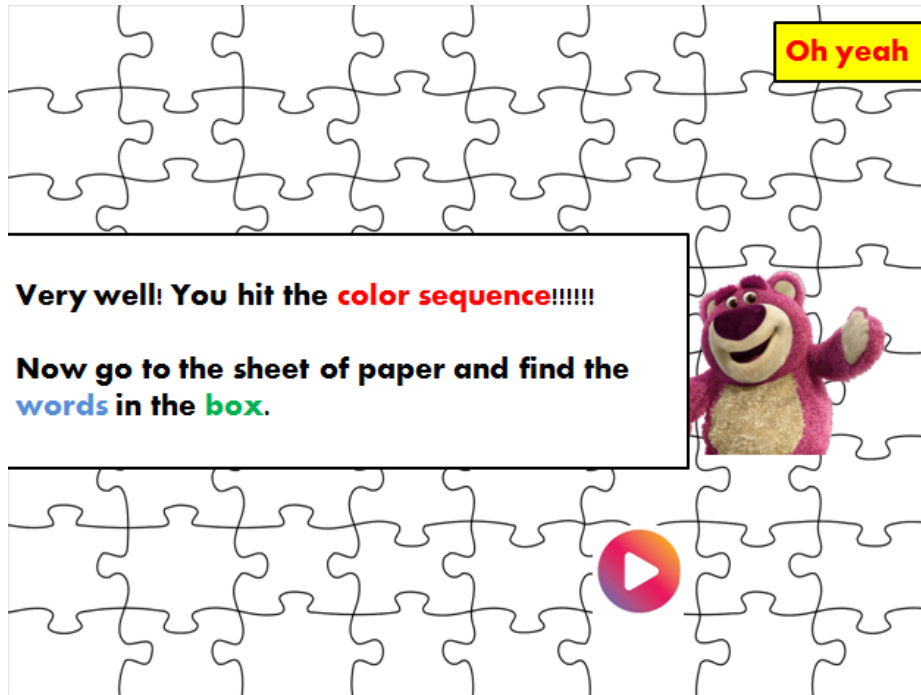 Oh yeah
Very well! You hit the color sequence!!!!!!
Now go to the sheet of paper and find the
words in the box.